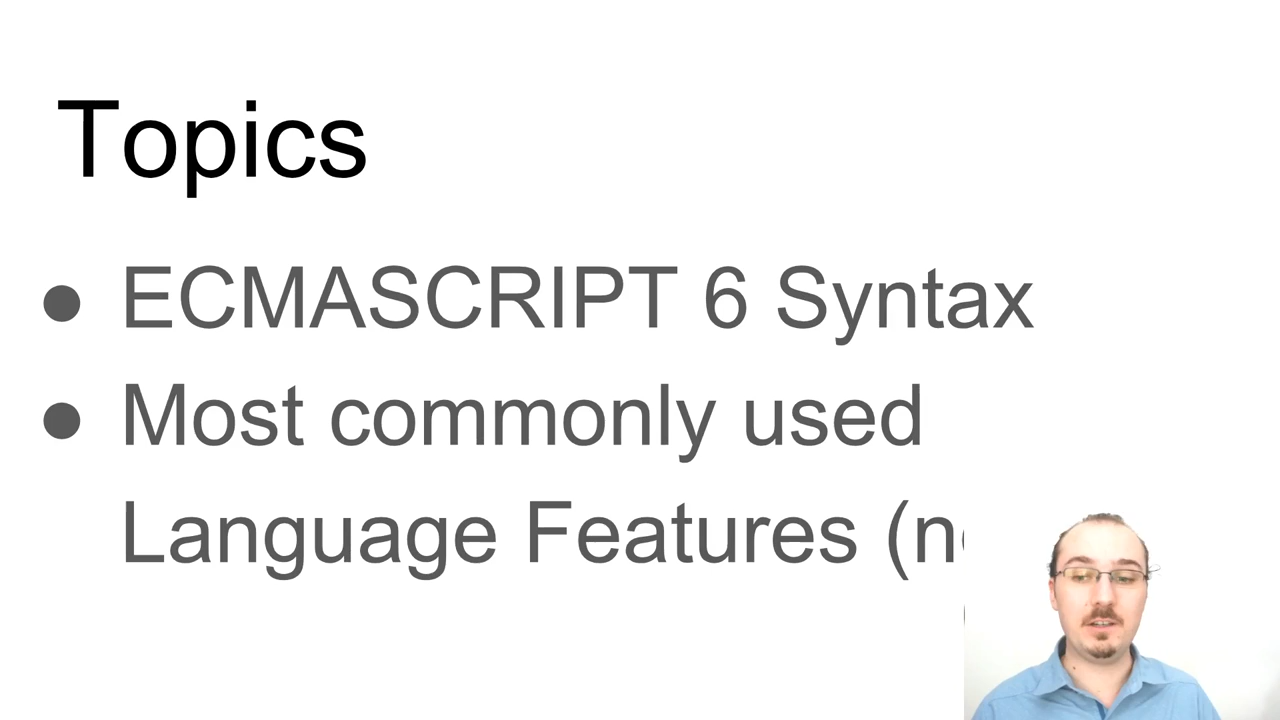 Topics
● ECMASCRIPT 6 Syntax
● Most commonly used
Language Features (